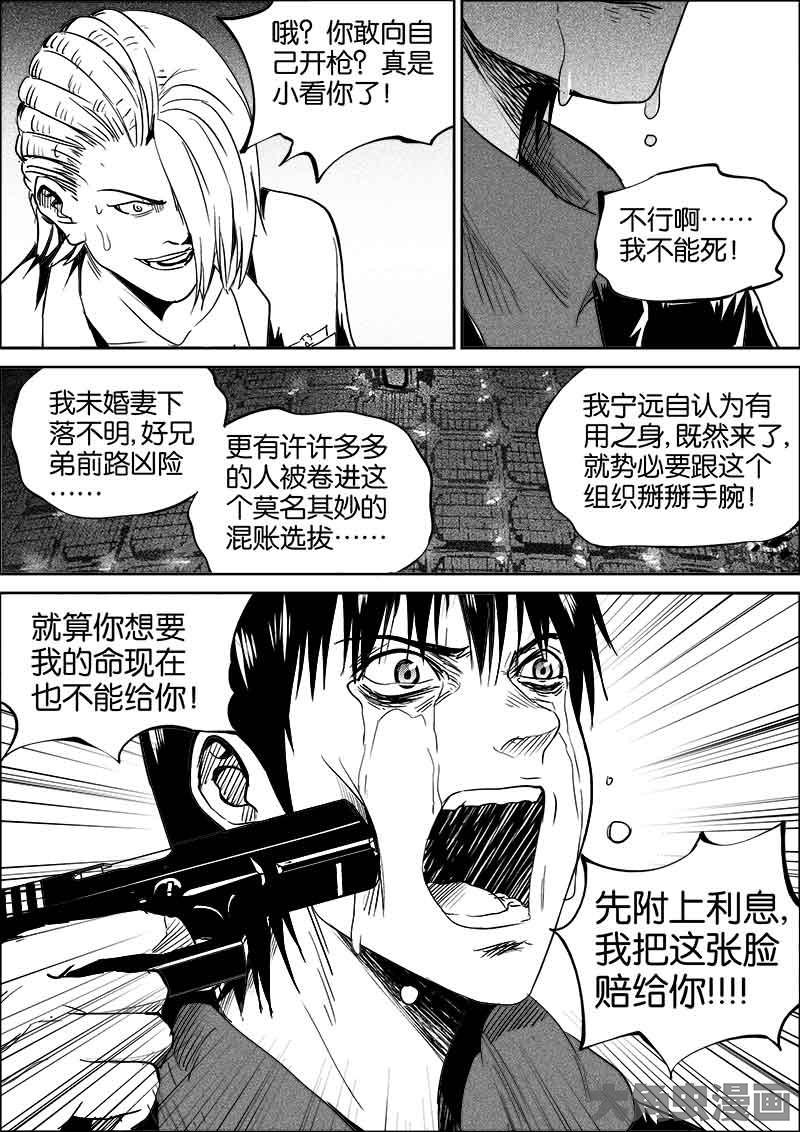 哦？你敢向自
己开枪？真是
小看你了！
不行啊……
我不能死！
我未婚妻下
落不明,好兄
弟前路凶险
……
更有许许多多
的人被卷进这
个莫名其妙的
混账选拔……
我宁远自认为有
用之身,既然来了,
就势必要跟这个
组织掰掰手腕！
就算你想要
我的命现在
也不能给你！
先附上利息,
我把这张脸
赔给你!!!!
大角虫漫画